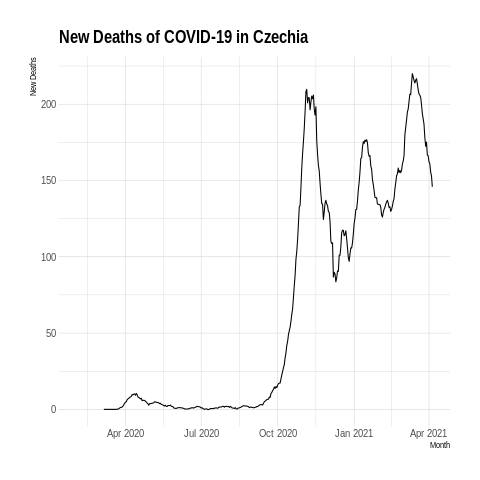 New Deaths of COVID-19 in Czechia
New Deaths
200
150
100
50
0
Apr 2020 Jul 2020 Oct 2020 Jan 2021 Apr 2021
Month